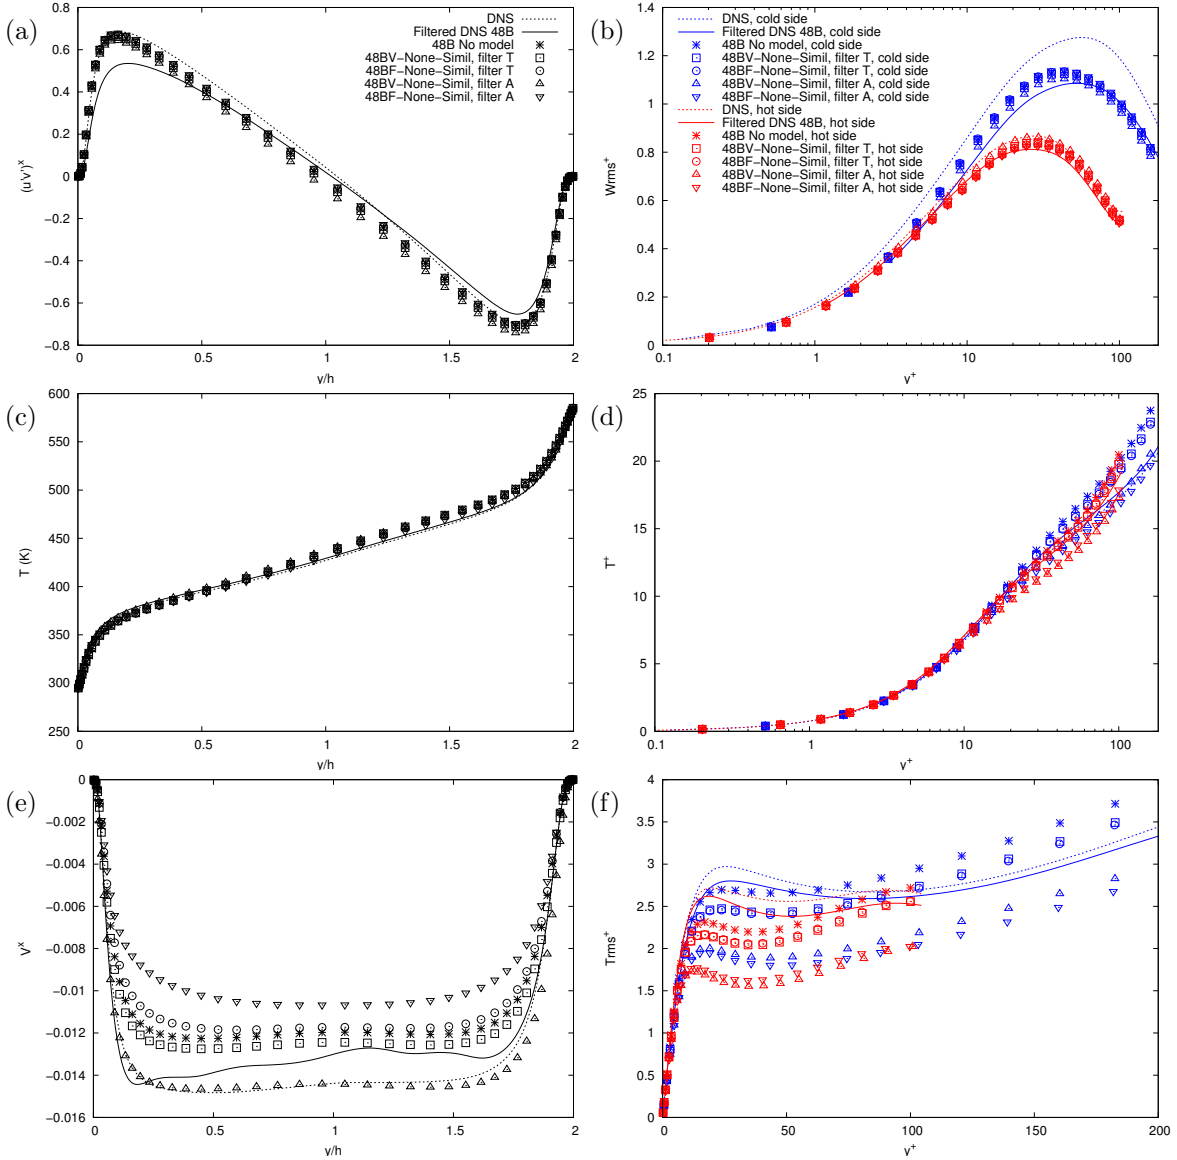 (a)
0.8
0.6
0.4
0.2
0
−0.2
−0.4
−0.6
−0.8
0 0.5 1 1.5 2
(u'v')ˣ
y/h
DNS
Filtered DNS 48B
48B No model
48BV−None−Simil, filter T
48BF−None−Simil, filter T
48BV−None−Simil, filter A
48BF−None−Simil, filter A
(b)
1.4
1.2
1
0.8
0.6
0.4
0.2
0
0.1 1 10 100
Wrms⁺
y⁺
DNS, cold side
Filtered DNS 48B, cold side
48B No model, cold side
48BV−None−Simil, filter T, cold side
48BF−None−Simil, filter T, cold side
48BV−None−Simil, filter A, cold side
48BF−None−Simil, filter A, cold side
DNS, hot side
Filtered DNS 48B, hot side
48B No model, hot side
48BV−None−Simil, filter T, hot side
48BF−None−Simil, filter T, hot side
48BV−None−Simil, filter A, hot side
48BF−None−Simil, filter A, hot side
(c)
600
550
500
450
400
350
300
250
0 0.5 1 1.5 2
T (K)
y/h
(d)
25
20
15
10
5
0
0.1 1 10 100
T⁺
y⁺
(e)
0
−0.002
−0.004
−0.006
−0.008
−0.01
−0.012
−0.014
−0.016
0 0.5 1 1.5 2
Vˣ
y/h
(f)
4
3.5
3
2.5
2
1.5
1
0.5
0
0 50 100 150 200
Trms⁺
y⁺